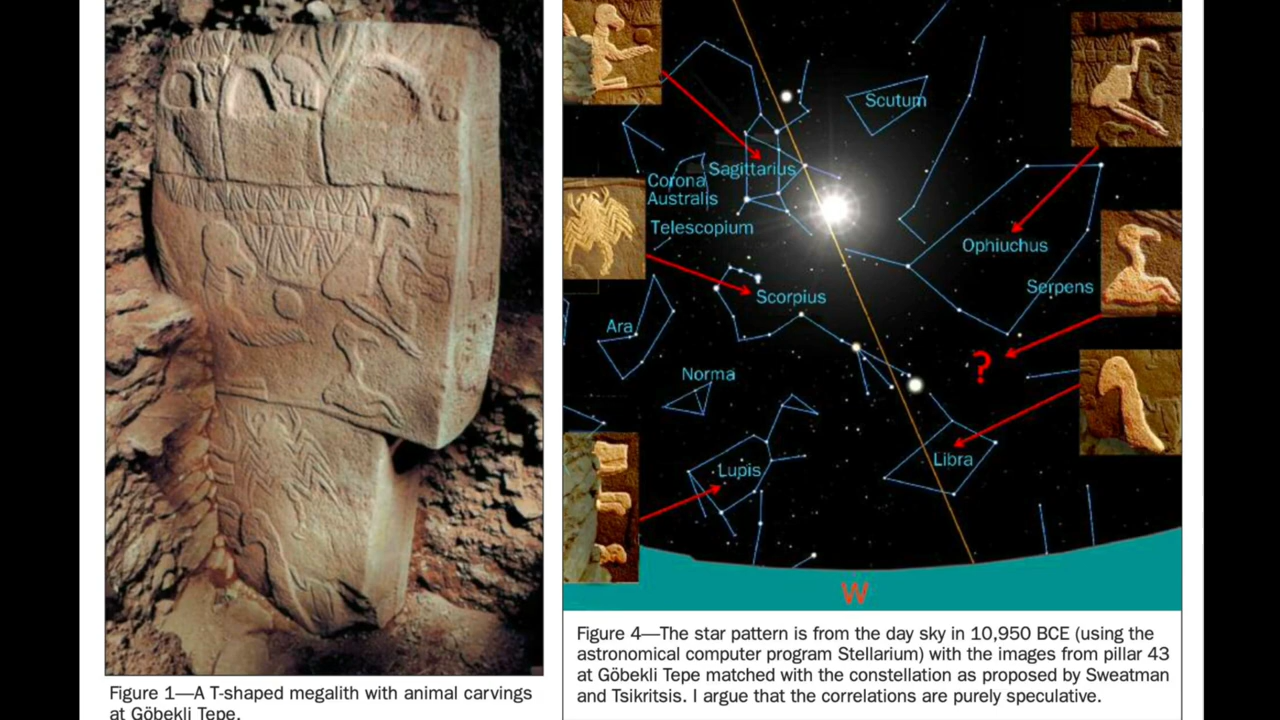 Scutum
Sagittarius
Corona
Australis
Telescopium
Ophiuchus
Serpens
Scorpius
Ara
?
Norma
Libra
Lupis
W
Figure 1—A T-shaped megalith with animal carvings
at Göbekli Tepe.
Figure 4—The star pattern is from the day sky in 10,950 BCE (using the
astronomical computer program Stellarium) with the images from pillar 43
at Göbekli Tepe matched with the constellation as proposed by Sweatman
and Tsikritsis. I argue that the correlations are purely speculative.